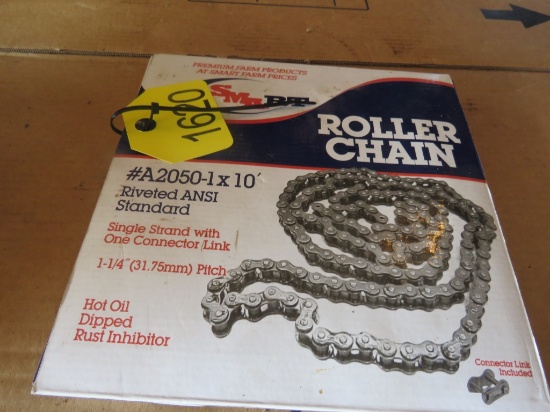 PREMIUM FARM PRODUCTS
AT SMART FARM PRICES
1670
ROLLER
CHAIN
#A2050-1 x 10'
Riveted ANSI
Standard
Single Strand with
One Connector Link
1-1/4" (31.75mm) Pitch
Hot Oil
Dipped
Rust Inhibitor
Connector Link
Included